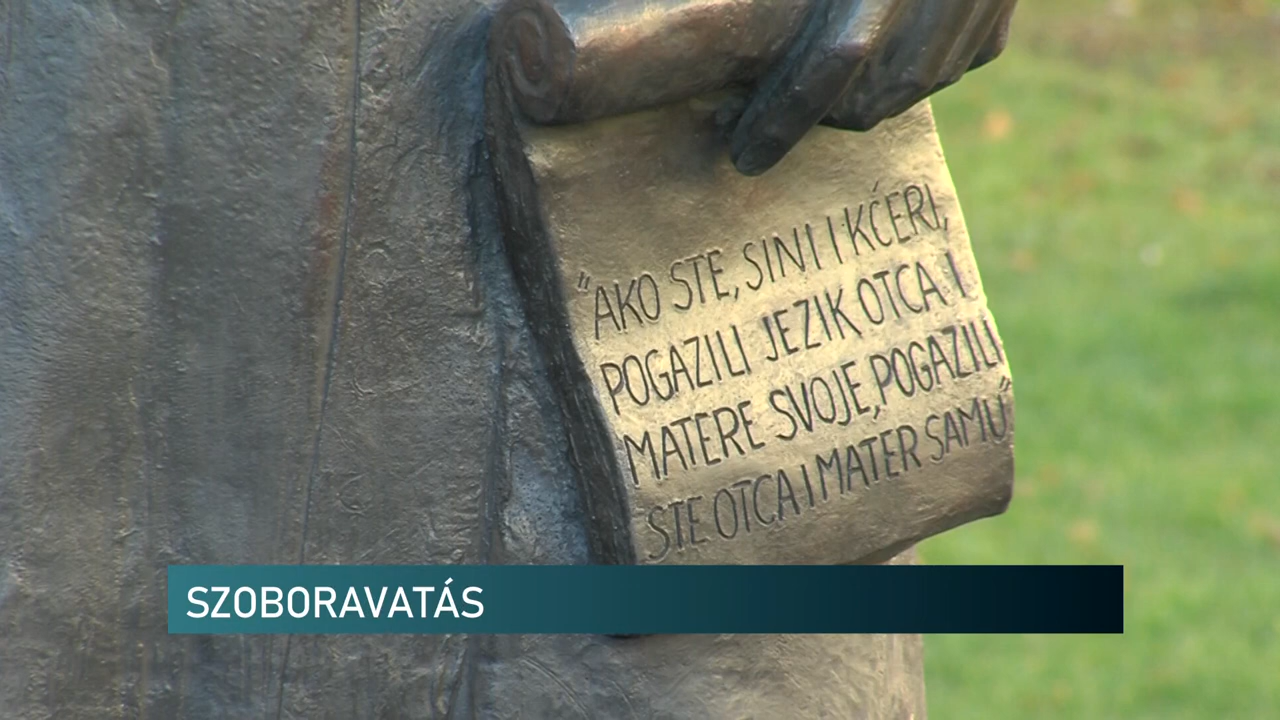 "AKO STE, SINI I KĆERI,
POGAZILI JEZIK OTCA I
MATERE SVOJE, POGAZILI
STE OTCA I MATER SAMU"
SZOBORAVATÁS